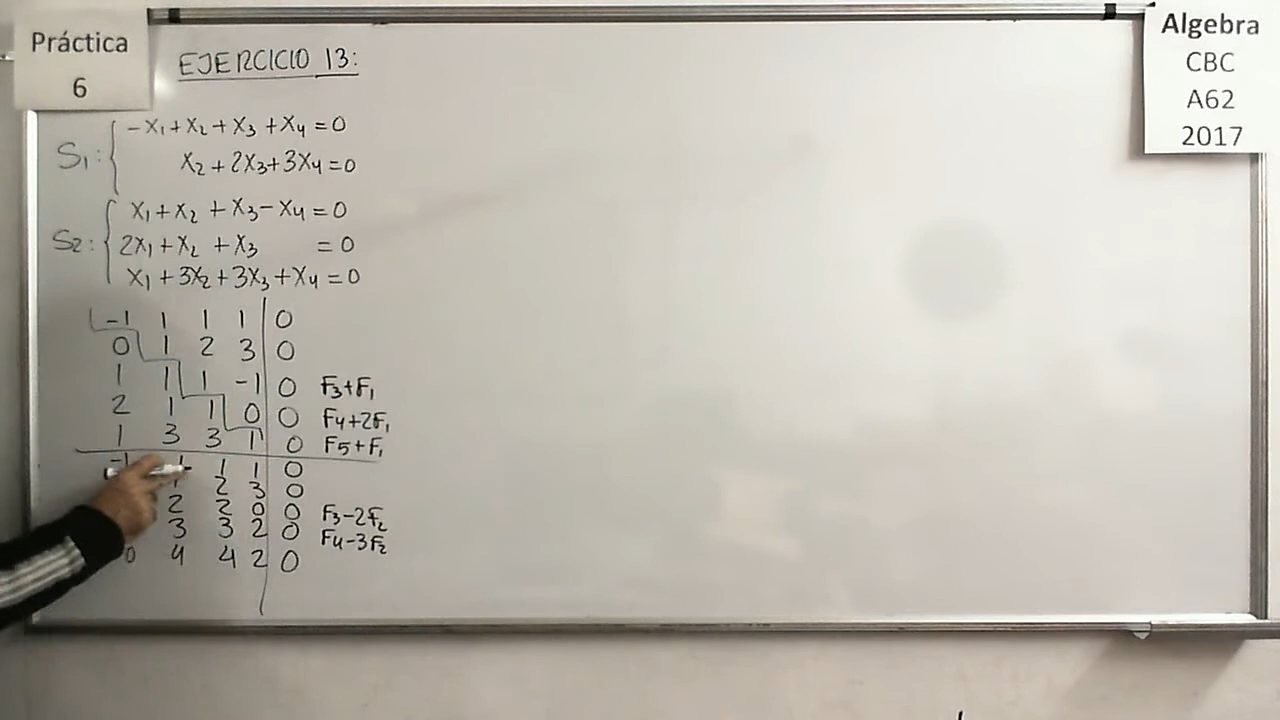 Práctica
6
Algebra
CBC
A62
2017
EJERCICIO 13:
S₁: { -X₁+X₂+X₃+X₄=0
X₂+2X₃+3X₄=0
S₂: { X₁+X₂+X₃-X₄=0
2X₁+X₂+X₃ =0
X₁+3X₂+3X₃+X₄=0
-1 1 1 1 | 0
0 1 2 3 | 0
1 1 1 -1 | 0 F₃+F₁
2 1 1 0 | 0 F₄+2F₁
1 3 3 1 | 0 F₅+F₁
-1 1 1 1 | 0
1 2 3 | 0
2 2 0 | 0 F₃-2F₂
3 3 2 | 0 F₄-3F₂
0 4 4 2 | 0